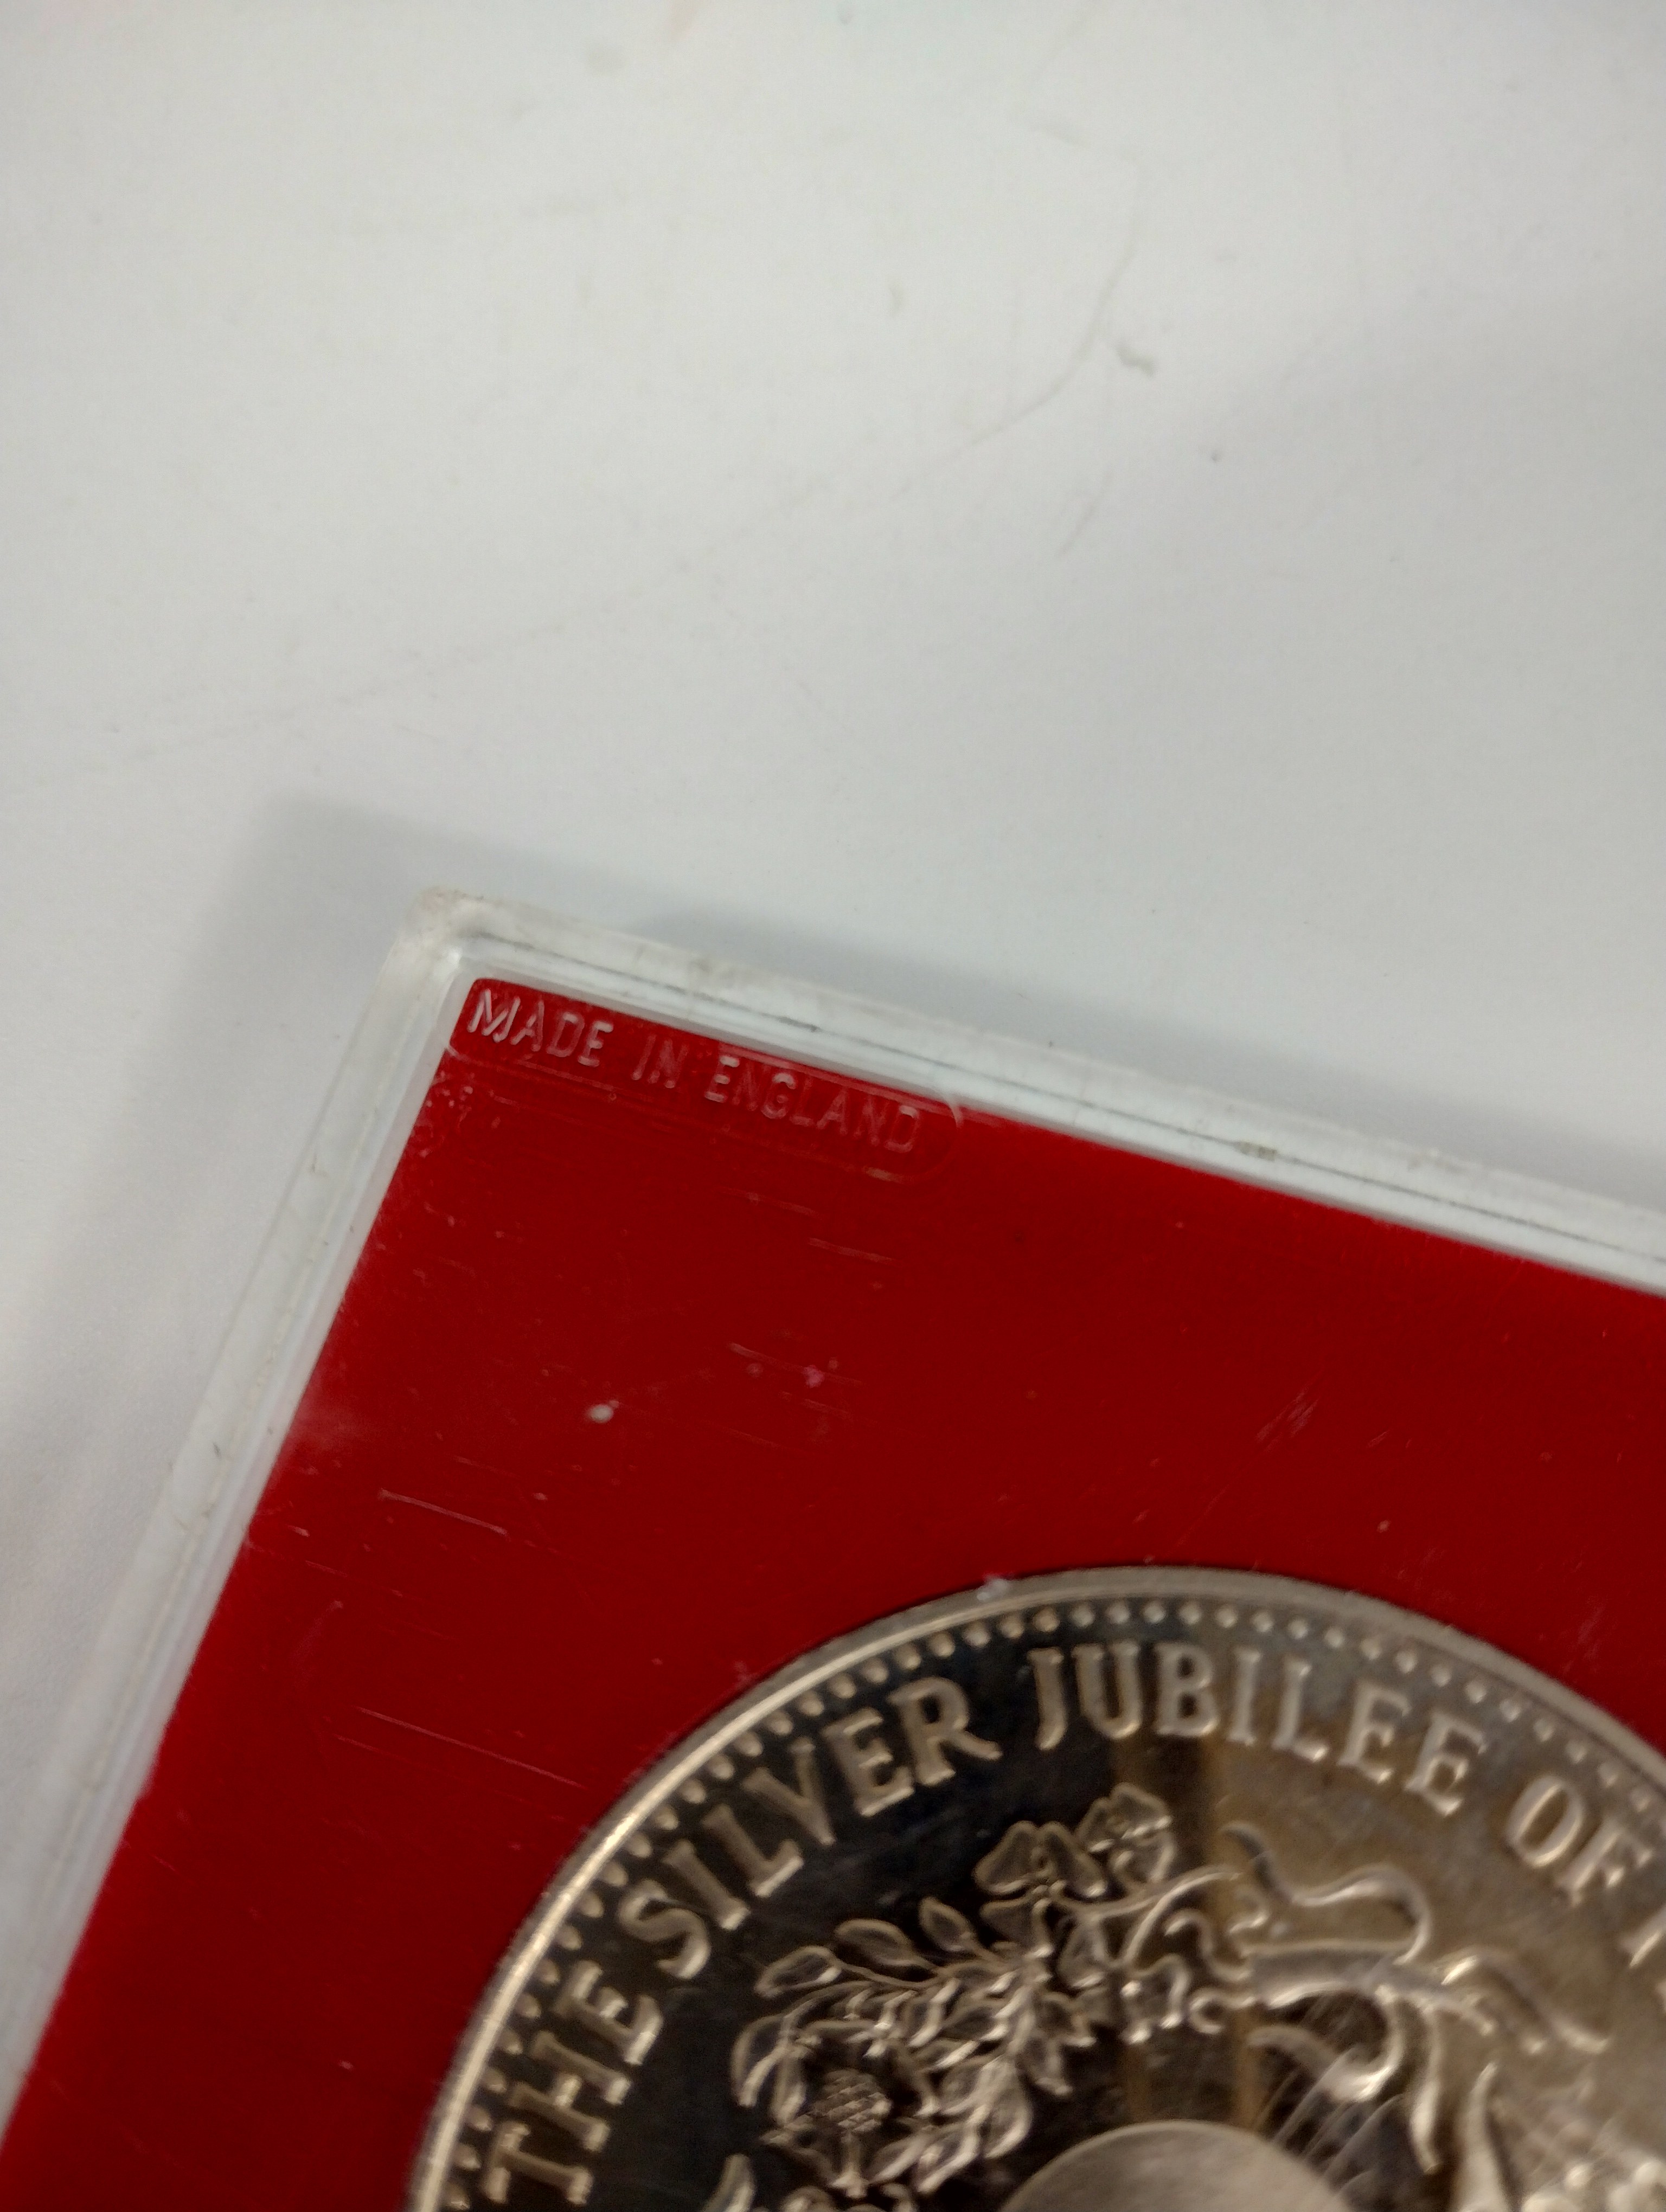 MADE IN ENGLAND
THE SILVER JUBILEE OF